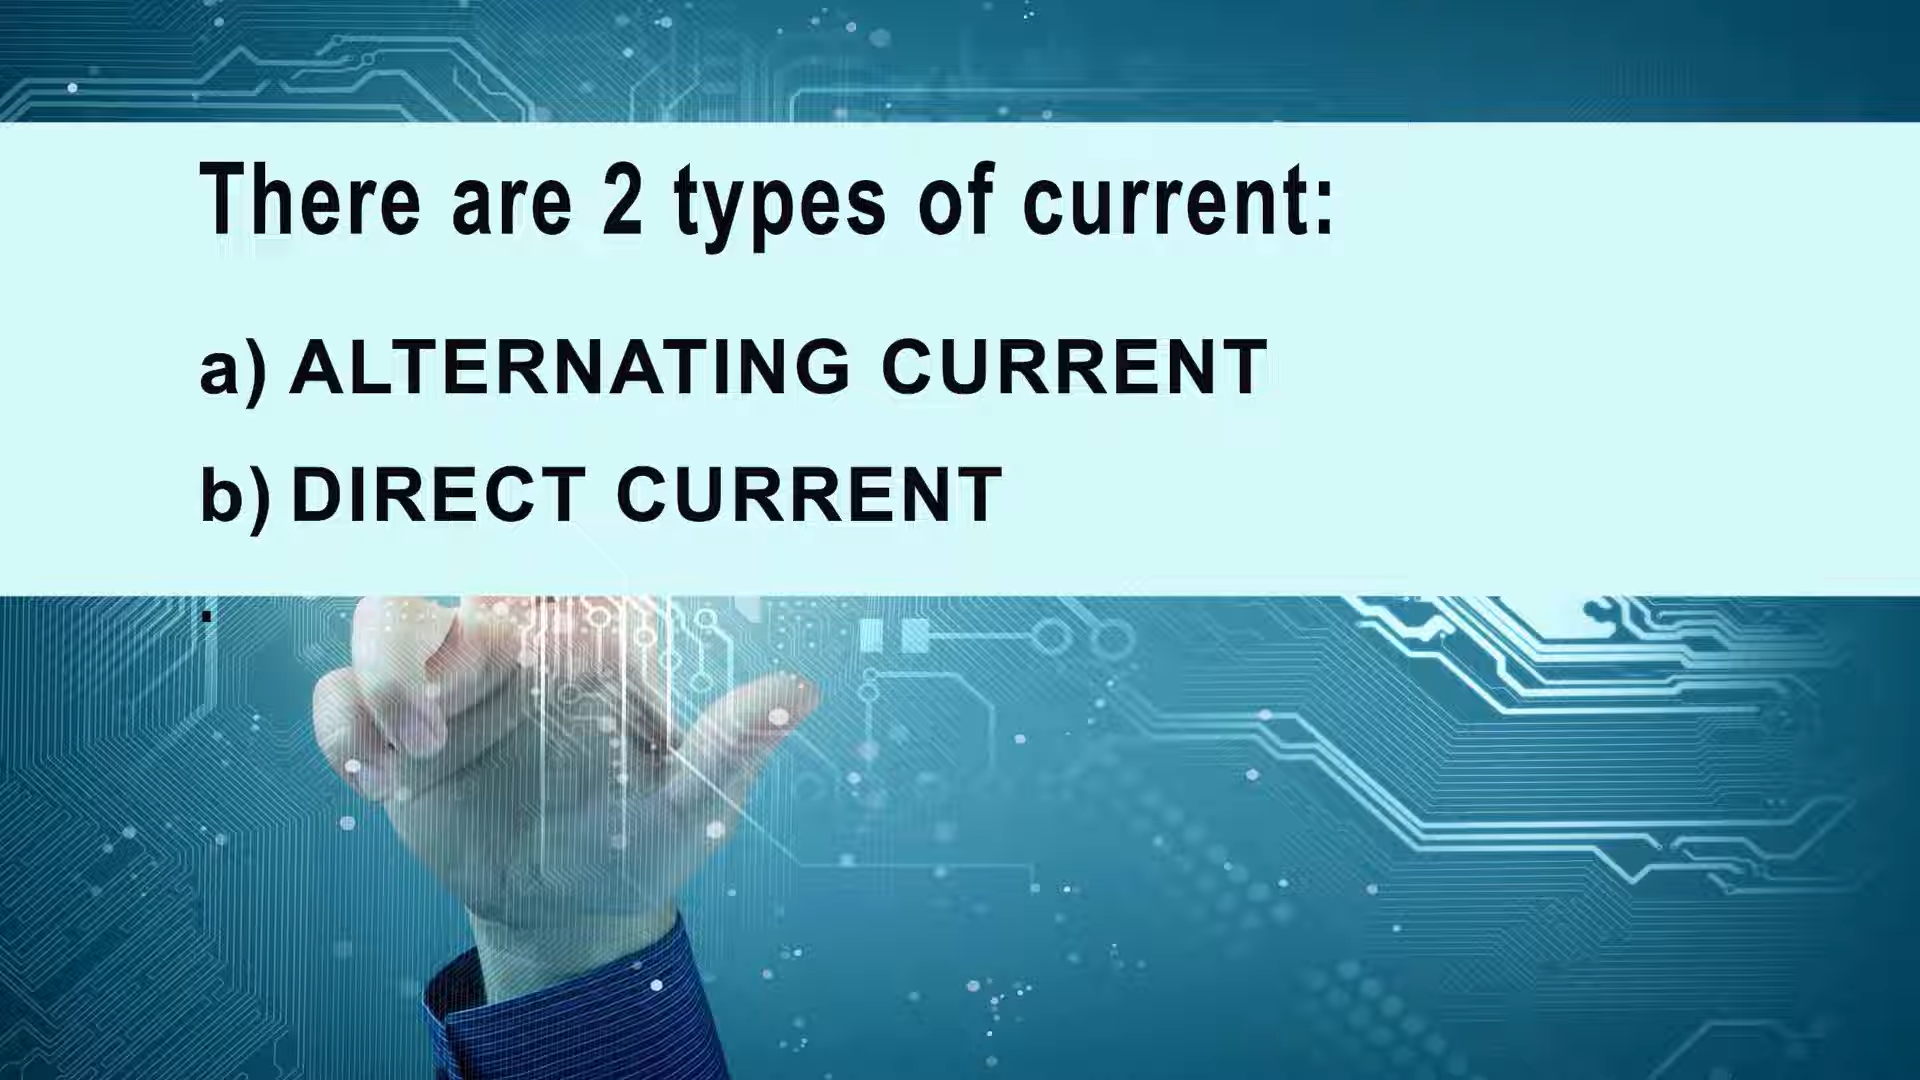 There are 2 types of current:
a) ALTERNATING CURRENT
b) DIRECT CURRENT
.